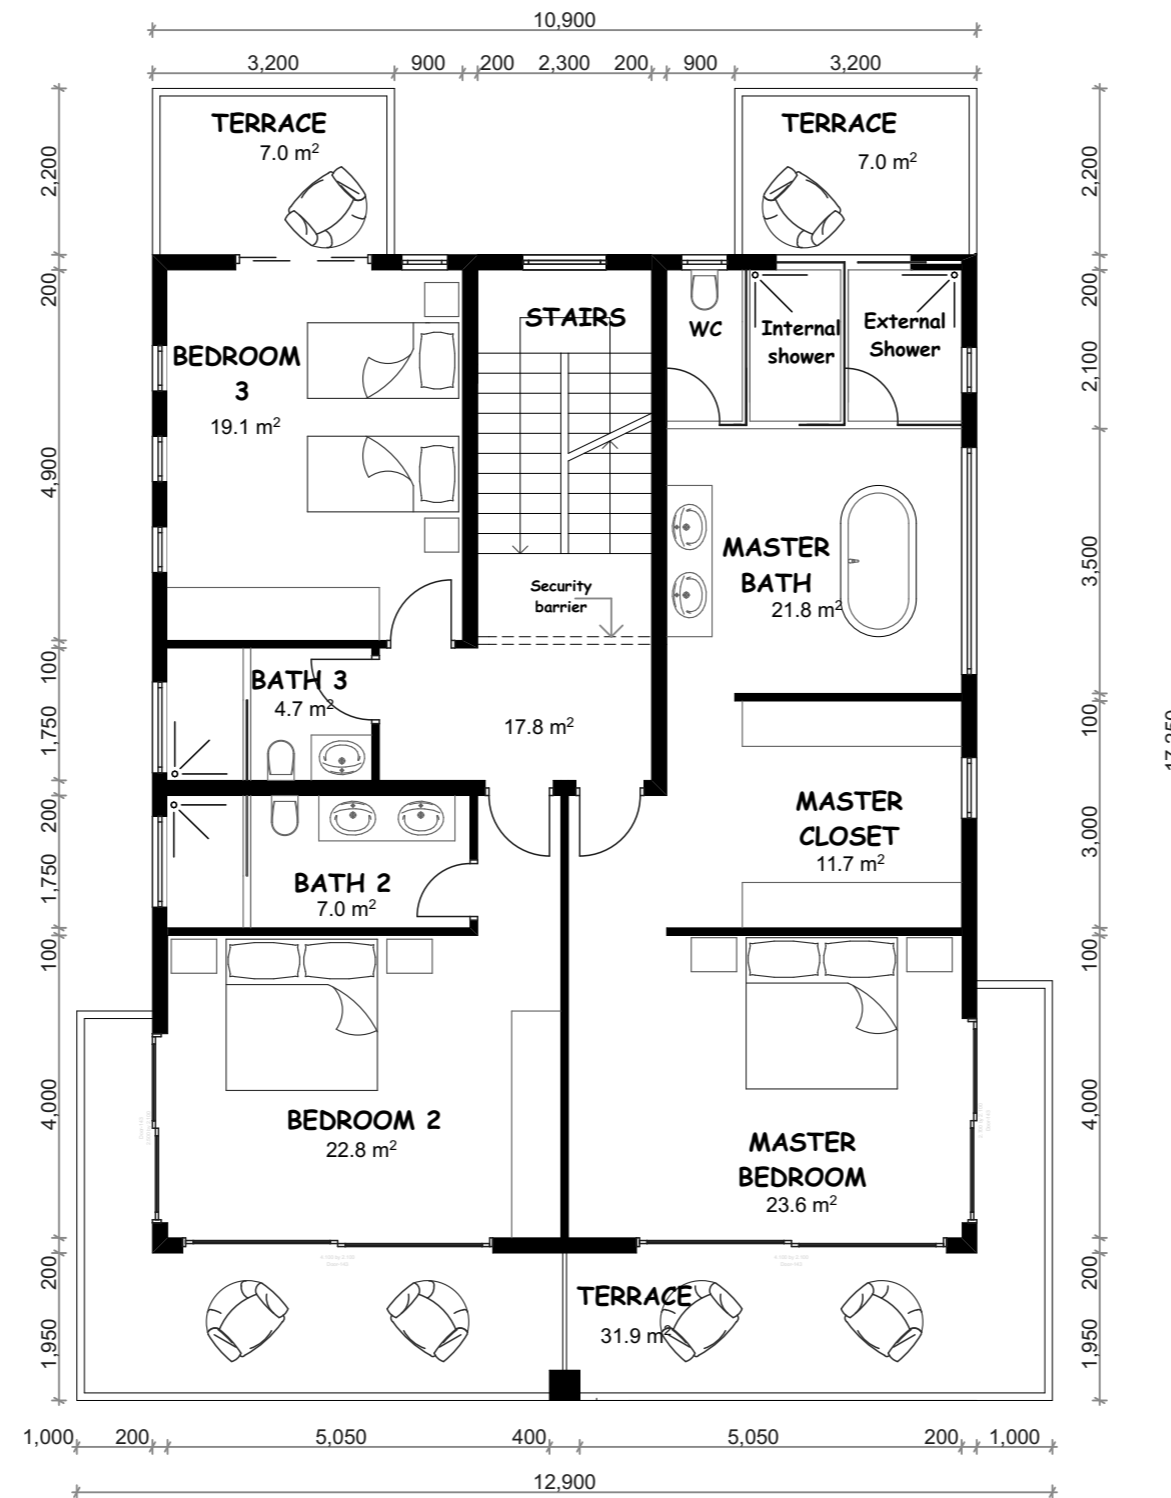 10,900
3,200 900 200 2,300 200 900 3,200
TERRACE
7.0 m²
TERRACE
7.0 m²
2,200
200
4,900
100
1,750
200
1,750
100
4,000
200
1,950
2,200
200
2,100
3,500
100
3,000
100
4,000
200
1,950
STAIRS
WC
Internal
shower
External
Shower
BEDROOM
3
19.1 m²
MASTER
BATH
21.8 m²
Security
barrier
BATH 3
4.7 m²
17.8 m²
MASTER
CLOSET
11.7 m²
BATH 2
7.0 m²
BEDROOM 2
22.8 m²
MASTER
BEDROOM
23.6 m²
TERRACE
31.9 m²
1,000 200 5,050 400 5,050 200 1,000
12,900